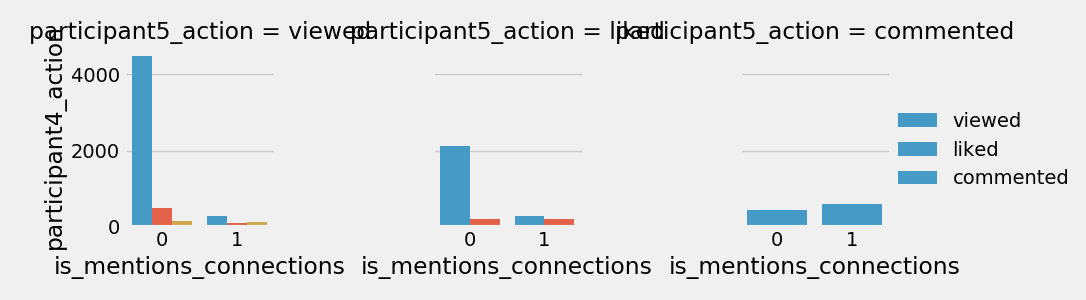 participant5_action = viewed
participant5_action = liked
participant5_action = commented
participant4_action
4000
2000
0
0 1
0 1
0 1
is_mentions_connections
is_mentions_connections
is_mentions_connections
viewed
liked
commented